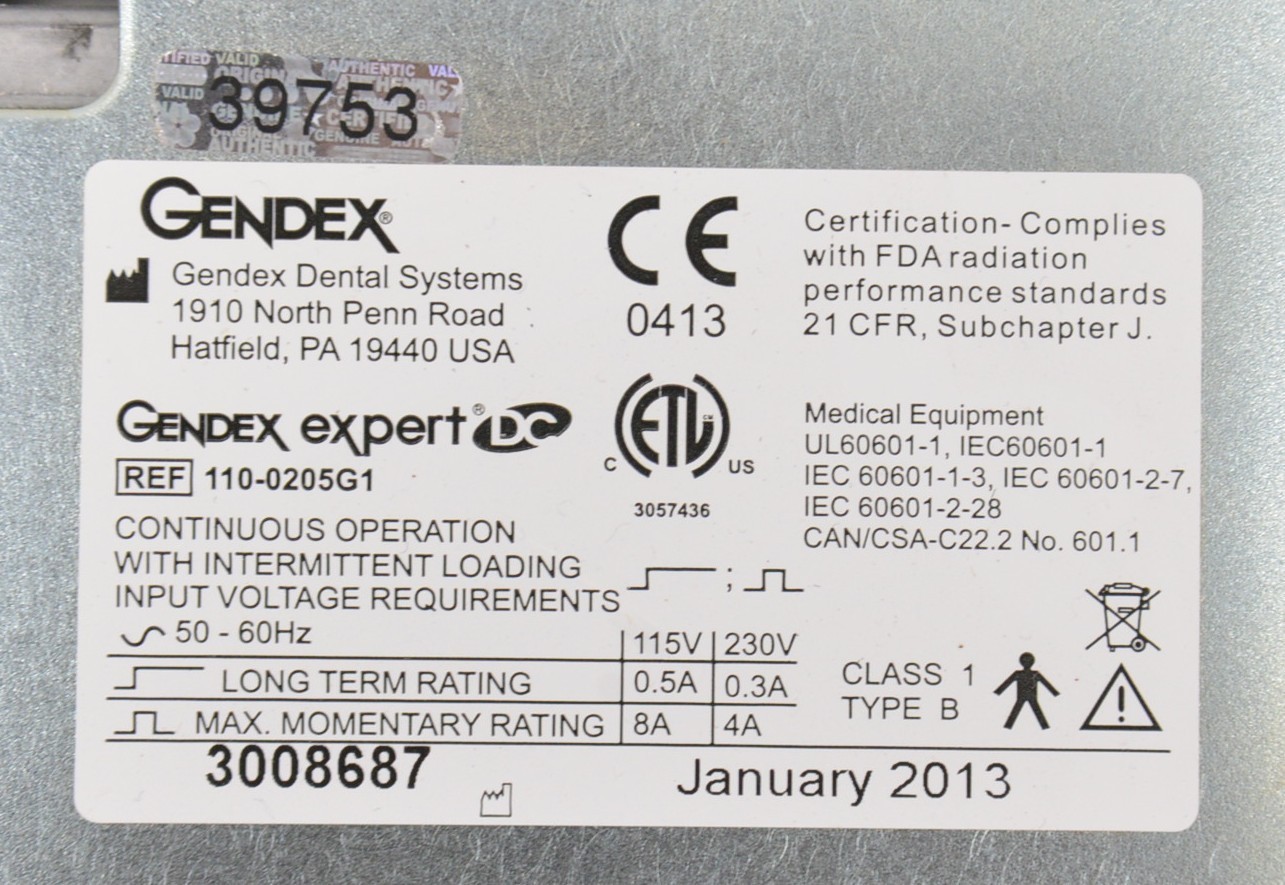 39753
GENDEX®
Gendex Dental Systems
1910 North Penn Road
Hatfield, PA 19440 USA
CE
0413
Certification- Complies
with FDA radiation
performance standards
21 CFR, Subchapter J.
GENDEX expert® DC
REF 110-0205G1
C ETL CM US
3057436
Medical Equipment
UL60601-1, IEC60601-1
IEC 60601-1-3, IEC 60601-2-7,
IEC 60601-2-28
CAN/CSA-C22.2 No. 601.1
CONTINUOUS OPERATION
WITH INTERMITTENT LOADING
INPUT VOLTAGE REQUIREMENTS ;
50 - 60Hz 115V 230V
LONG TERM RATING 0.5A 0.3A
MAX. MOMENTARY RATING 8A 4A
CLASS 1
TYPE B
3008687
January 2013